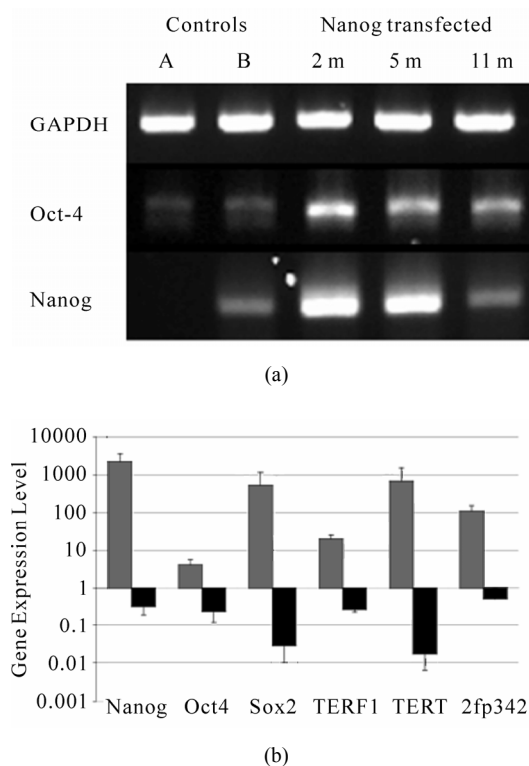 Controls Nanog transfected
A B 2 m 5 m 11 m
GAPDH
Oct-4
Nanog
(a)
10000
1000
100
10
1
0.1
0.01
0.001
Gene Expression Level
Nanog Oct4 Sox2 TERF1 TERT 2fp342
(b)